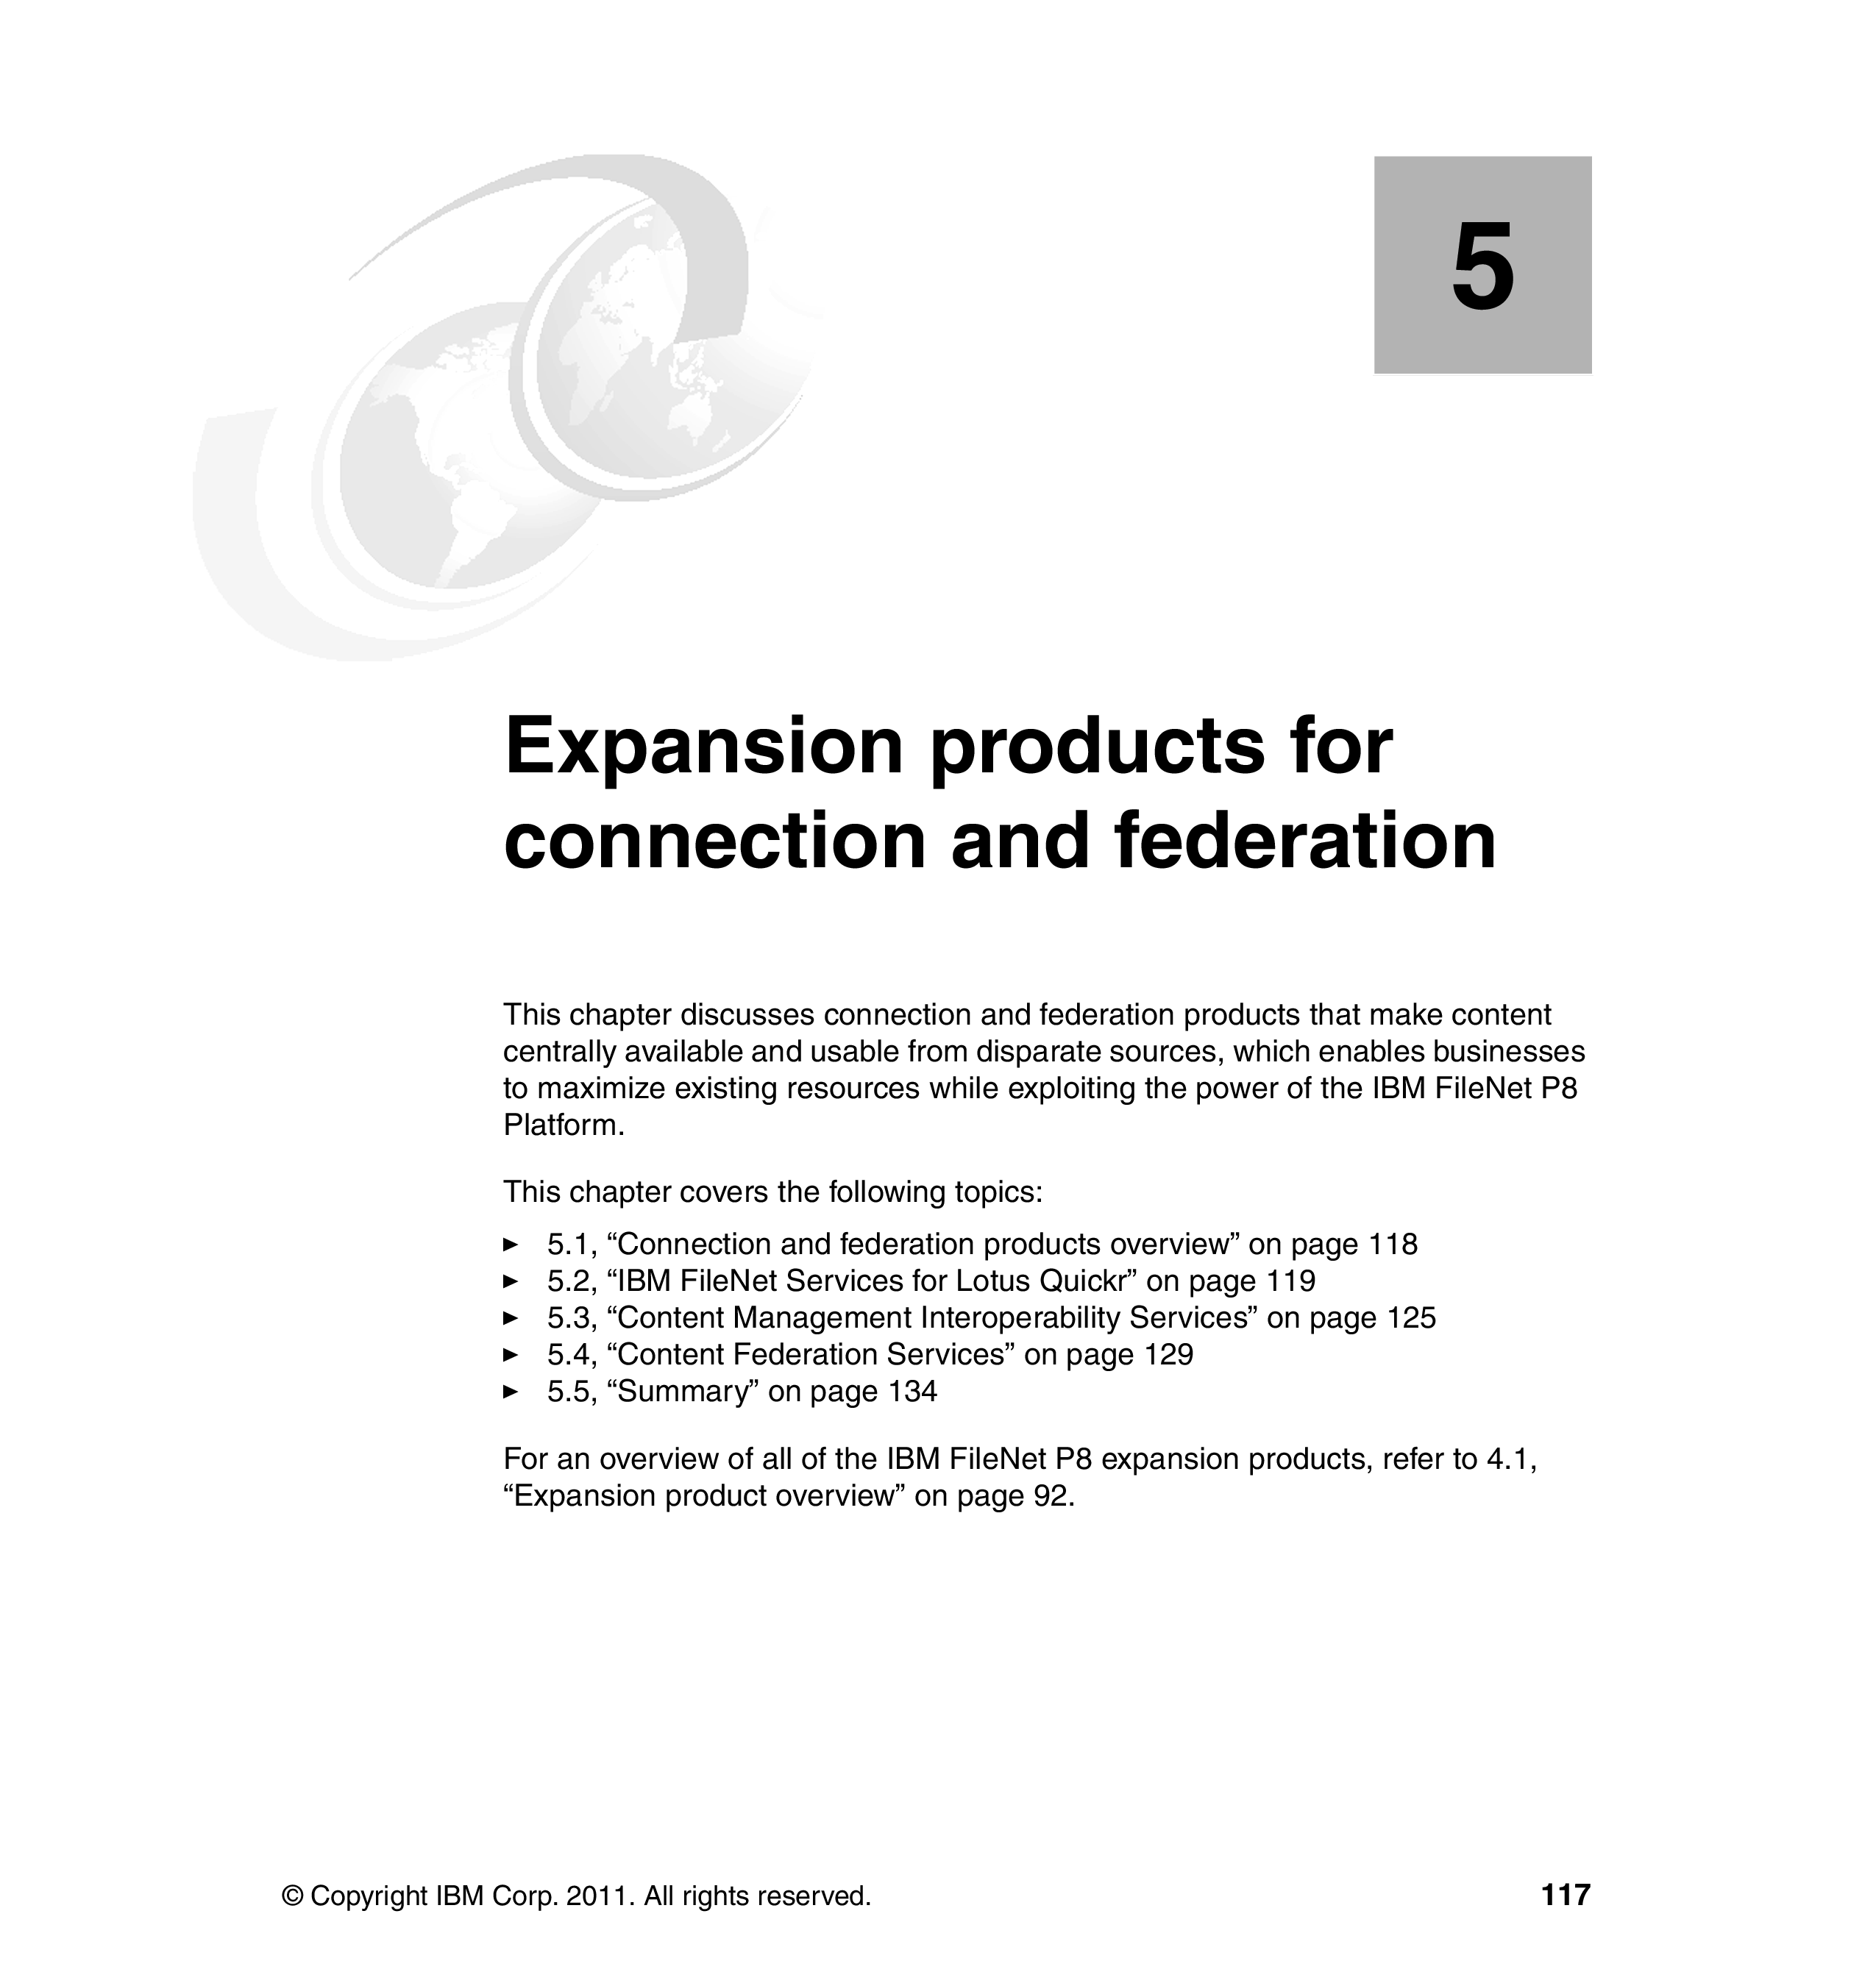 5
Expansion products for
connection and federation
This chapter discusses connection and federation products that make content
centrally available and usable from disparate sources, which enables businesses
to maximize existing resources while exploiting the power of the IBM FileNet P8
Platform.
This chapter covers the following topics:
► 5.1, “Connection and federation products overview” on page 118
► 5.2, “IBM FileNet Services for Lotus Quickr” on page 119
► 5.3, “Content Management Interoperability Services” on page 125
► 5.4, “Content Federation Services” on page 129
► 5.5, “Summary” on page 134
For an overview of all of the IBM FileNet P8 expansion products, refer to 4.1,
“Expansion product overview” on page 92.
© Copyright IBM Corp. 2011. All rights reserved. 117